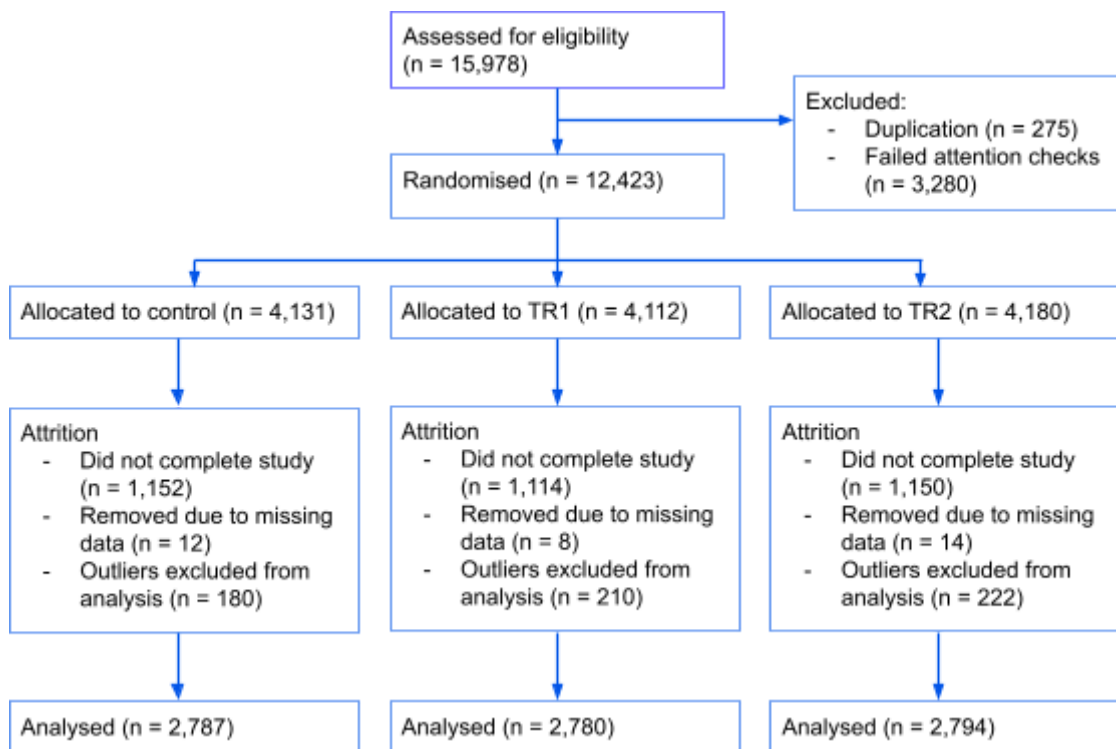 Assessed for eligibility
(n = 15,978)
Excluded:
- Duplication (n = 275)
- Failed attention checks
(n = 3,280)
Randomised (n = 12,423)
Allocated to control (n = 4,131)
Allocated to TR1 (n = 4,112)
Allocated to TR2 (n = 4,180)
Attrition
- Did not complete study
(n = 1,152)
- Removed due to missing
data (n = 12)
- Outliers excluded from
analysis (n = 180)
Attrition
- Did not complete study
(n = 1,114)
- Removed due to missing
data (n = 8)
- Outliers excluded from
analysis (n = 210)
Attrition
- Did not complete study
(n = 1,150)
- Removed due to missing
data (n = 14)
- Outliers excluded from
analysis (n = 222)
Analysed (n = 2,787)
Analysed (n = 2,780)
Analysed (n = 2,794)